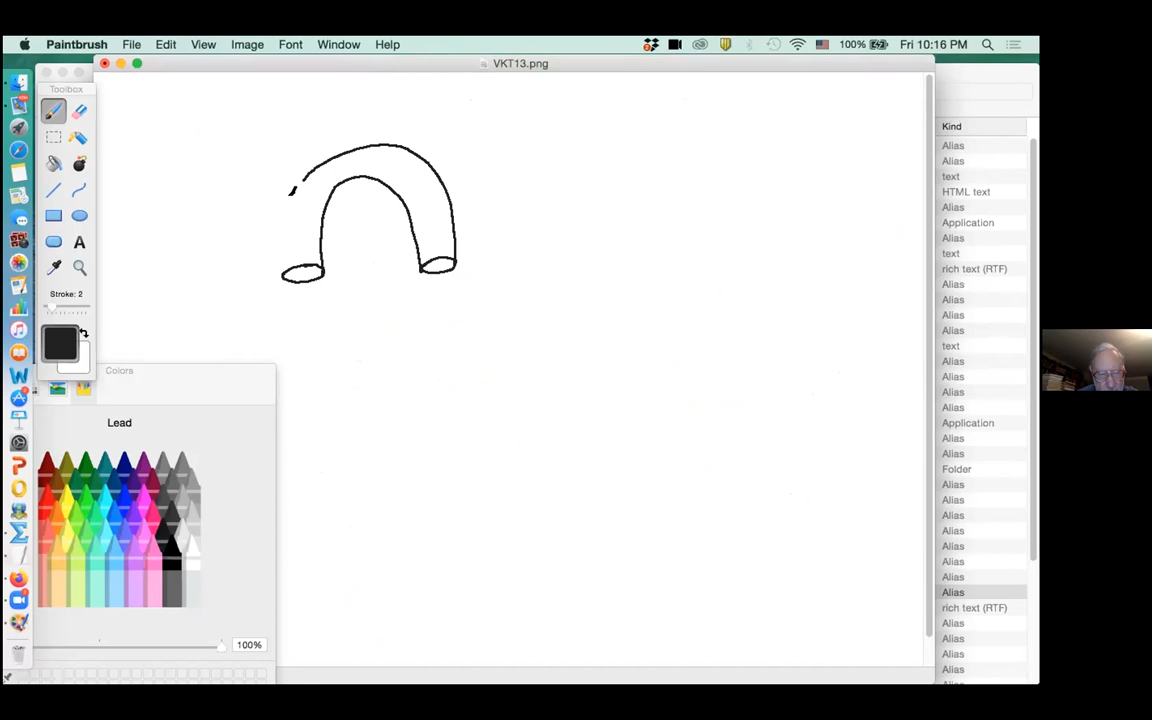 Paintbrush File Edit View Image Font Window Help 100% Fri 10:16 PM
VKT13.png
Toolbox
A
Stroke: 2
Colors
Lead
100%
Kind
Alias
Alias
text
HTML text
Alias
Application
Alias
text
rich text (RTF)
Alias
Alias
Alias
Alias
text
Alias
Alias
Alias
Alias
Application
Alias
Alias
Folder
Alias
Alias
Alias
Alias
Alias
Alias
Alias
Alias
rich text (RTF)
Alias
Alias
Alias
Alias
Alias